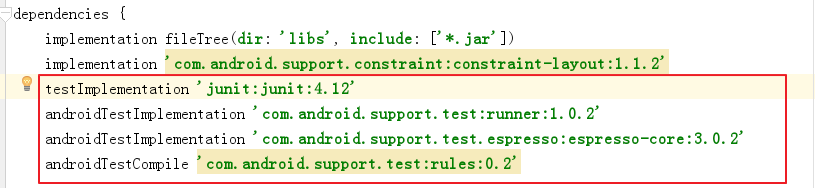 dependencies {
implementation fileTree(dir: 'libs', include: ['*.jar'])
implementation 'com.android.support.constraint:constraint-layout:1.1.2'
testImplementation 'junit:junit:4.12'
androidTestImplementation 'com.android.support.test:runner:1.0.2'
androidTestImplementation 'com.android.support.test.espresso:espresso-core:3.0.2'
androidTestCompile 'com.android.support.test:rules:0.2'